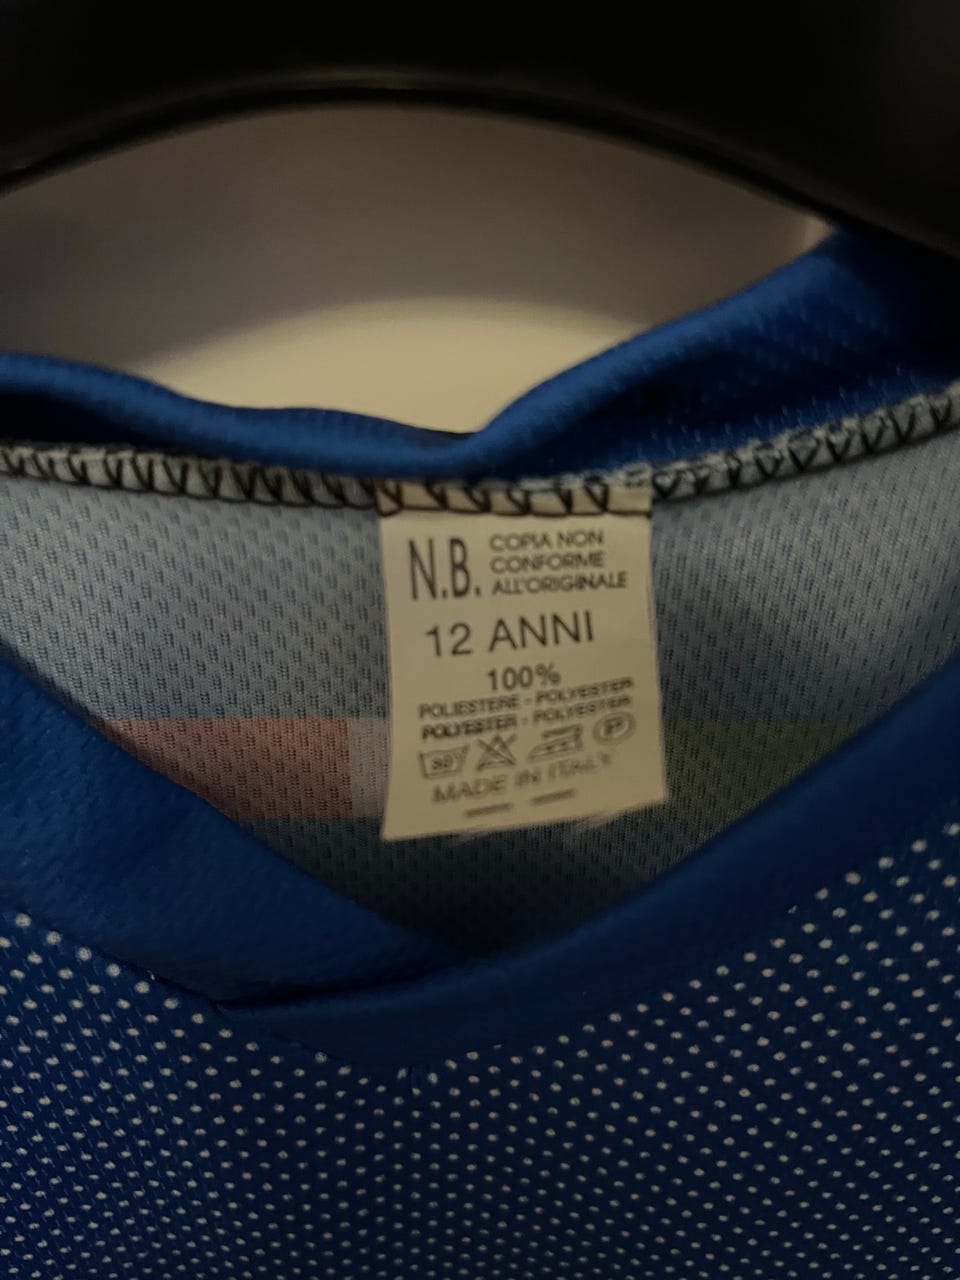 N.B. COPIA NON
CONFORME
ALL'ORIGINALE
12 ANNI
100%
POLIESTERE - POLYESTER
POLYESTER - POLYESTER
30 P
MADE IN ITALY